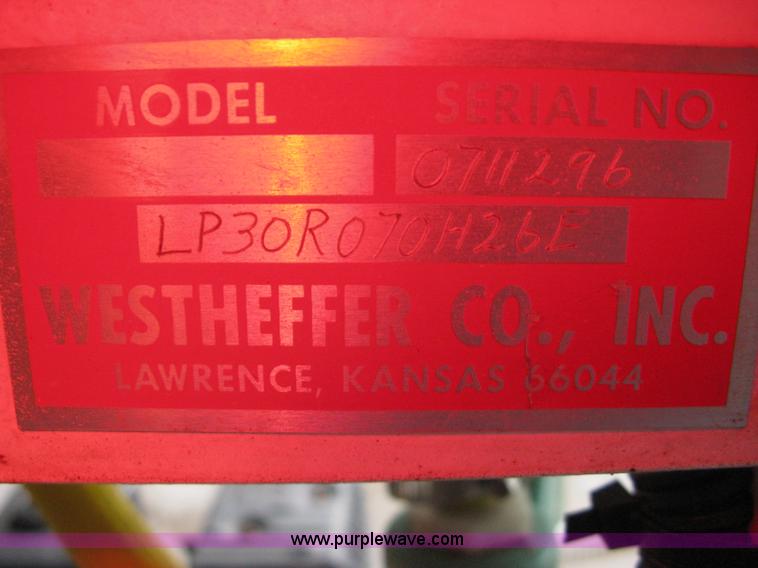 MODEL SERIAL NO.
0711296
LP30R070H26E
WESTHEFFER CO., INC.
LAWRENCE, KANSAS 66044
www.purplewave.com